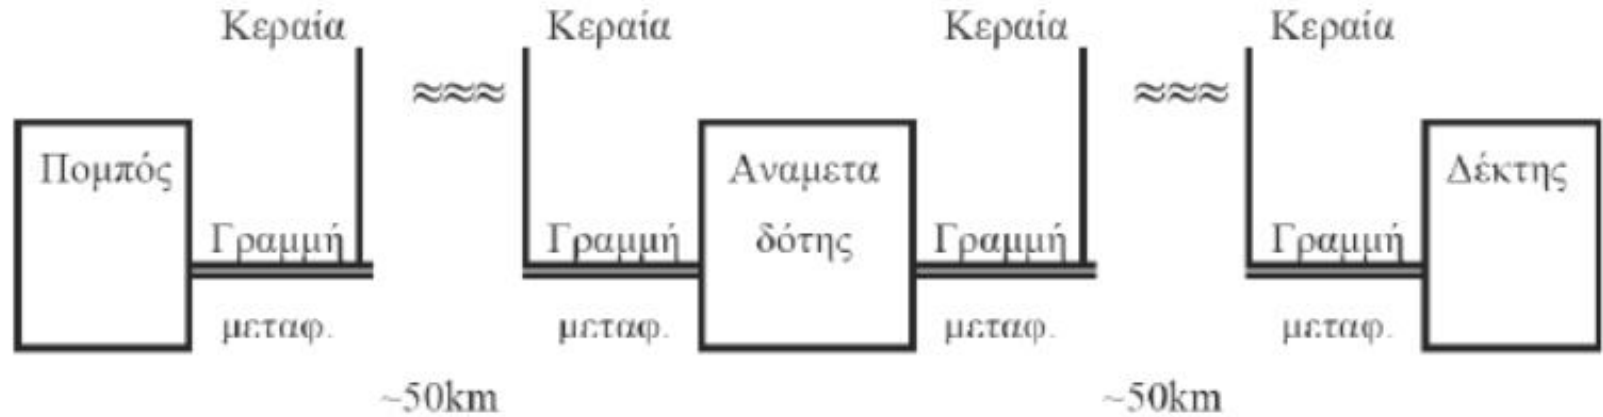 Κεραία Κεραία Κεραία Κεραία
≈≈≈ ≈≈≈
Πομπός Αναμετα Δέκτης
Γραμμή Γραμμή δότης Γραμμή Γραμμή
μεταφ. μεταφ. μεταφ. μεταφ.
~50km ~50km